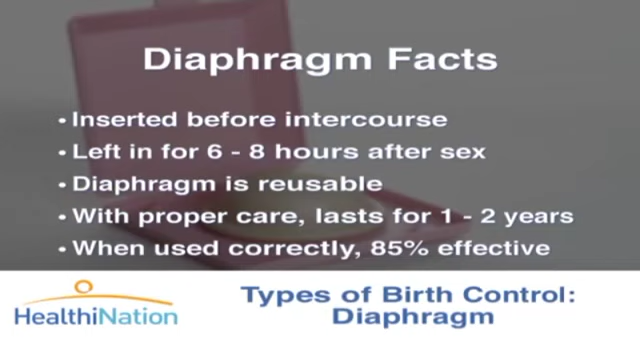 Diaphragm Facts
• Inserted before intercourse
• Left in for 6 - 8 hours after sex
• Diaphragm is reusable
• With proper care, lasts for 1 - 2 years
• When used correctly, 85% effective
HealthiNation
Types of Birth Control:
Diaphragm